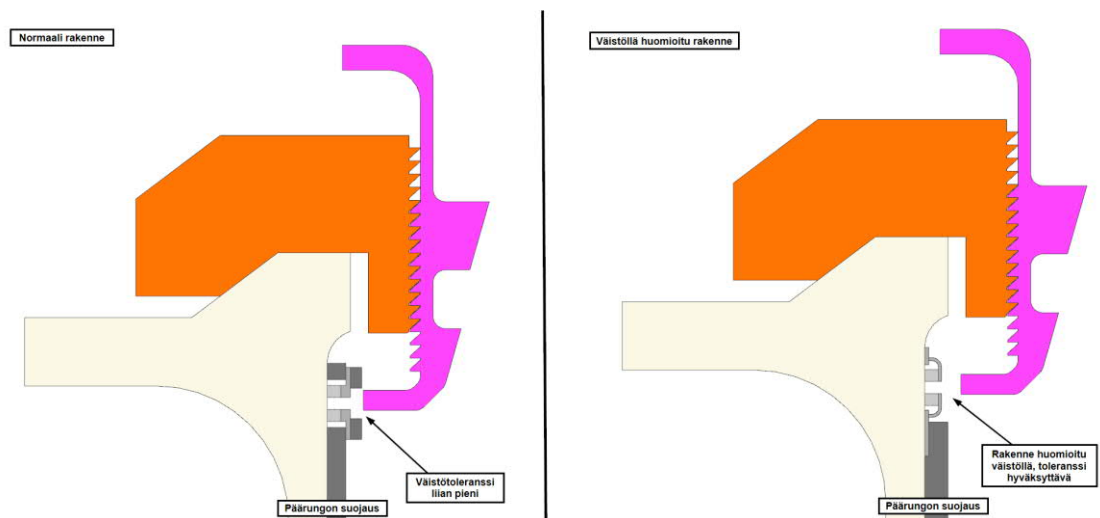 Normaali rakenne
Väistötoleranssi
liian pieni
Päärungon suojaus
Väistöllä huomioitu rakenne
Rakenne huomioitu
väistöllä, toleranssi
hyväksyttävä
Päärungon suojaus